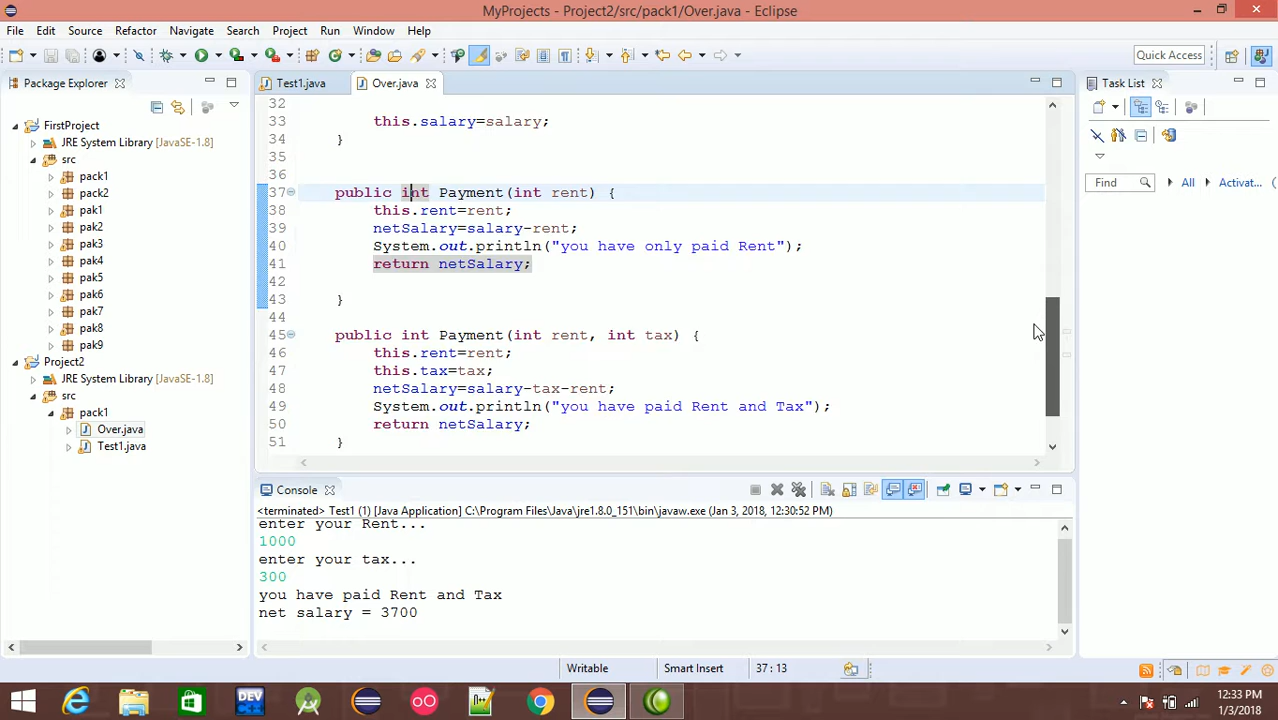 MyProjects - Project2/src/pack1/Over.java - Eclipse
File Edit Source Refactor Navigate Search Project Run Window Help
Quick Access
Package Explorer
FirstProject
JRE System Library [JavaSE-1.8]
src
pack1
pack2
pak1
pak2
pak3
pak4
pak5
pak6
pak7
pak8
pak9
Project2
JRE System Library [JavaSE-1.8]
src
pack1
Over.java
Test1.java
Test1.java Over.java
32
33 this.salary=salary;
34 }
35
36
37 public int Payment(int rent) {
38 this.rent=rent;
39 netSalary=salary-rent;
40 System.out.println("you have only paid Rent");
41 return netSalary;
42
43 }
44
45 public int Payment(int rent, int tax) {
46 this.rent=rent;
47 this.tax=tax;
48 netSalary=salary-tax-rent;
49 System.out.println("you have paid Rent and Tax");
50 return netSalary;
51 }
Console
<terminated> Test1 (1) [Java Application] C:\Program Files\Java\jre1.8.0_151\bin\javaw.exe (Jan 3, 2018, 12:30:52 PM)
enter your Rent...
1000
enter your tax...
300
you have paid Rent and Tax
net salary = 3700
Task List
Find All Activat...
Writable Smart Insert 37 : 13
DEV
12:33 PM
1/3/2018